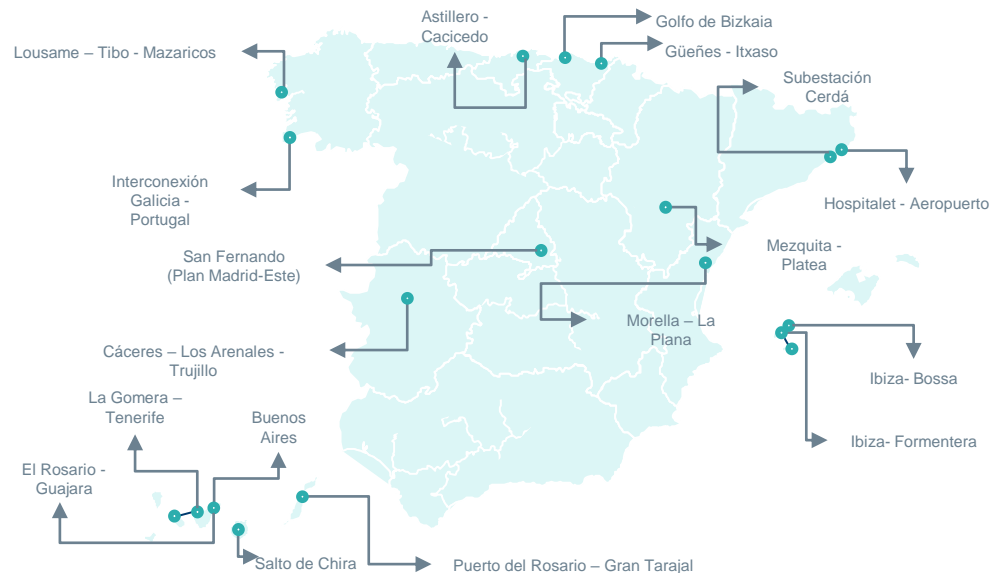 Astillero -
Cacicedo
Golfo de Bizkaia
Lousame – Tibo - Mazaricos
Güeñes - Itxaso
Subestación
Cerdá
Interconexión
Galicia -
Portugal
Hospitalet - Aeropuerto
San Fernando
(Plan Madrid-Este)
Mezquita -
Platea
Morella – La
Plana
Cáceres – Los Arenales -
Trujillo
Ibiza- Bossa
La Gomera –
Tenerife
Buenos
Aires
Ibiza- Formentera
El Rosario -
Guajara
Salto de Chira
Puerto del Rosario – Gran Tarajal